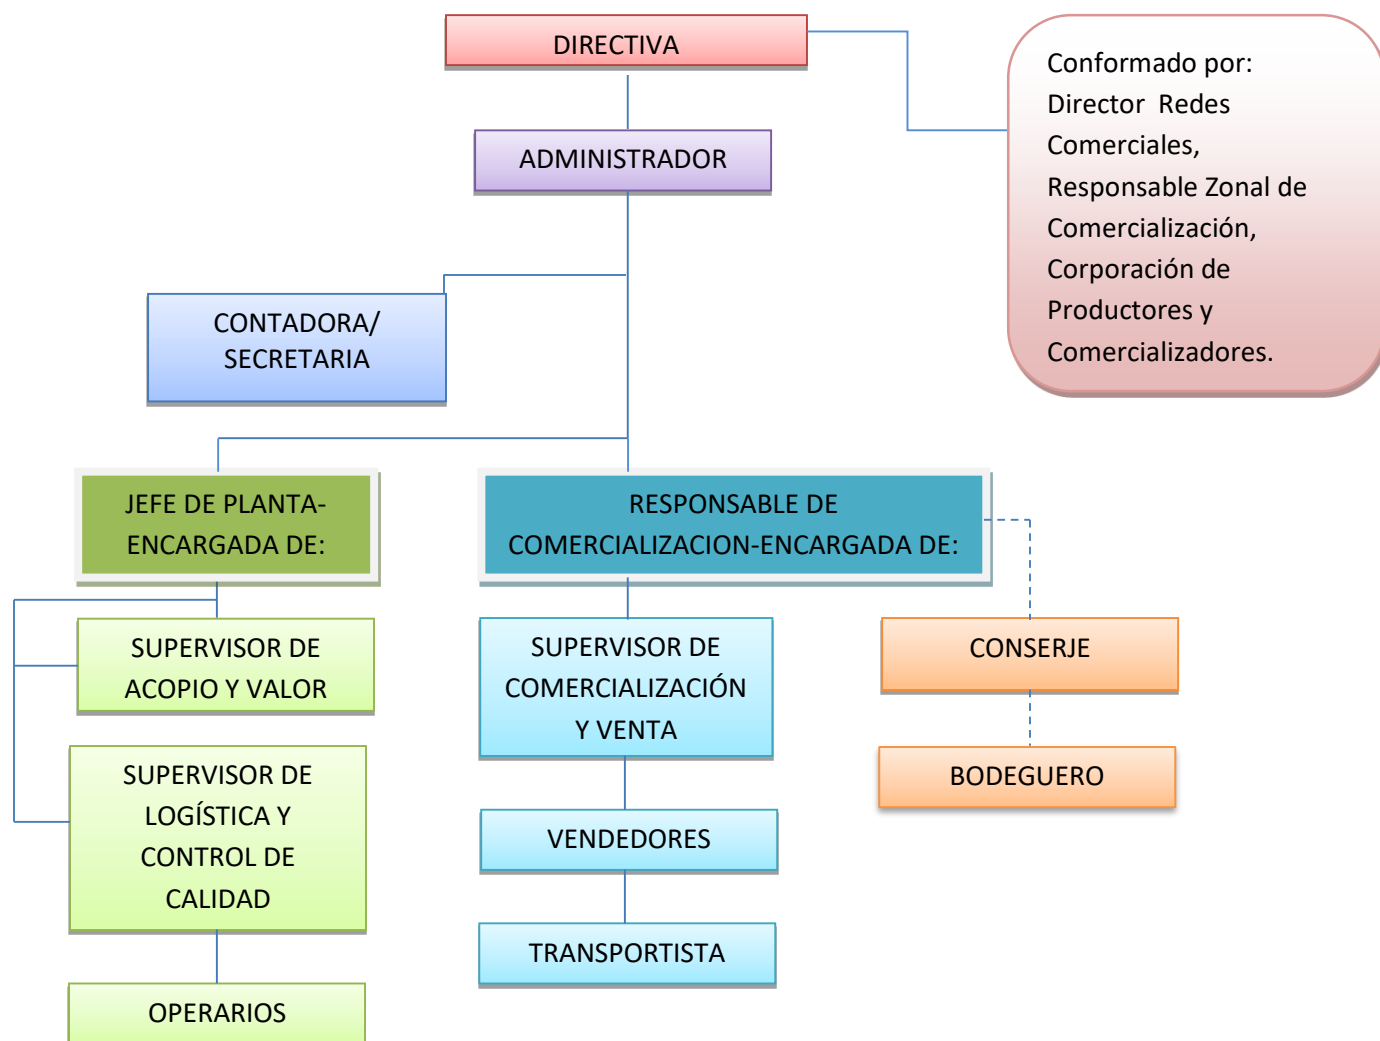 DIRECTIVA
Conformado por:
Director  Redes
Comerciales,
Responsable Zonal de
Comercialización,
Corporación de
Productores y
Comercializadores.
ADMINISTRADOR
CONTADORA/
SECRETARIA
JEFE DE PLANTA-
ENCARGADA DE:
RESPONSABLE DE
COMERCIALIZACION-ENCARGADA DE:
SUPERVISOR DE
ACOPIO Y VALOR
SUPERVISOR DE
LOGÍSTICA Y
CONTROL DE
CALIDAD
OPERARIOS
SUPERVISOR DE
COMERCIALIZACIÓN
Y VENTA
VENDEDORES
TRANSPORTISTA
CONSERJE
BODEGUERO